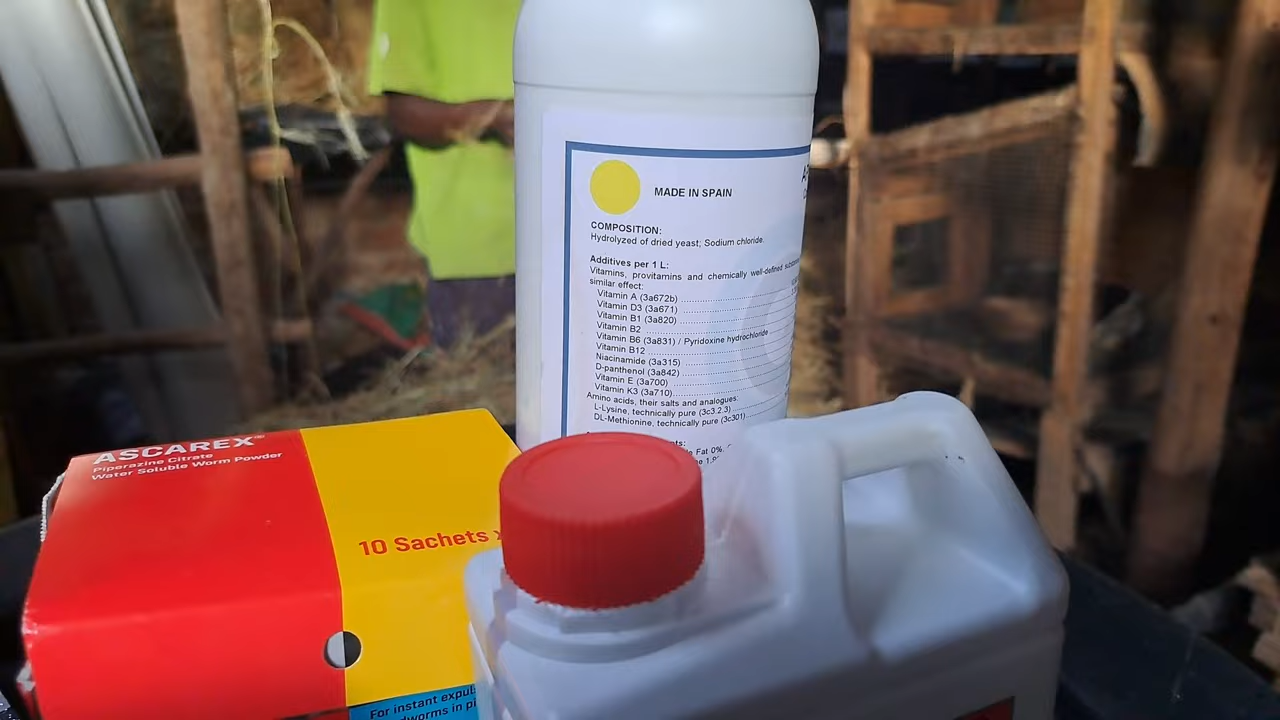 MADE IN SPAIN
COMPOSITION:
Hydrolyzed of dried yeast; Sodium chloride.
Additives per 1 L:
Vitamins, provitamins and chemically well-defined
similar effect:
Vitamin A (3a672b)
Vitamin D3 (3a671)
Vitamin B1 (3a820)
Vitamin B2
Vitamin B6 (3a831) / Pyridoxine hydrochloride
Vitamin B12
Niacinamide (3a315)
D-panthenol (3a842)
Vitamin E (3a700)
Vitamin K3 (3a710)
Amino acids, their salts and analogues:
L-Lysine, technically pure (3c3.2.3)
DL-Methionine, technically pure (3c301)
Fat 0%.
ASCAREX®
Piperazine Citrate
Water Soluble Worm Powder
10 Sachets
For instant
in